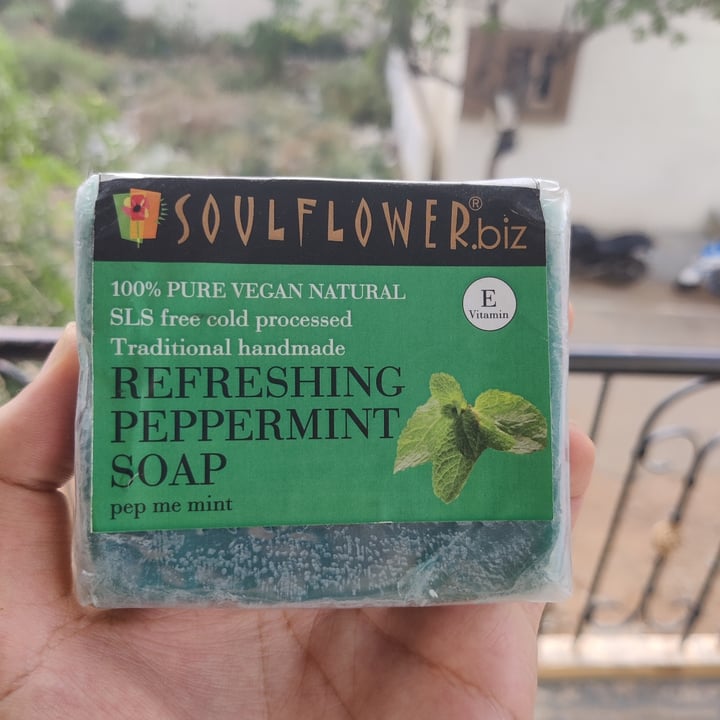 SOULFLOWER®.biz
100% PURE VEGAN NATURAL
SLS free cold processed
Traditional handmade
E
Vitamin
REFRESHING
PEPPERMINT
SOAP
pep me mint